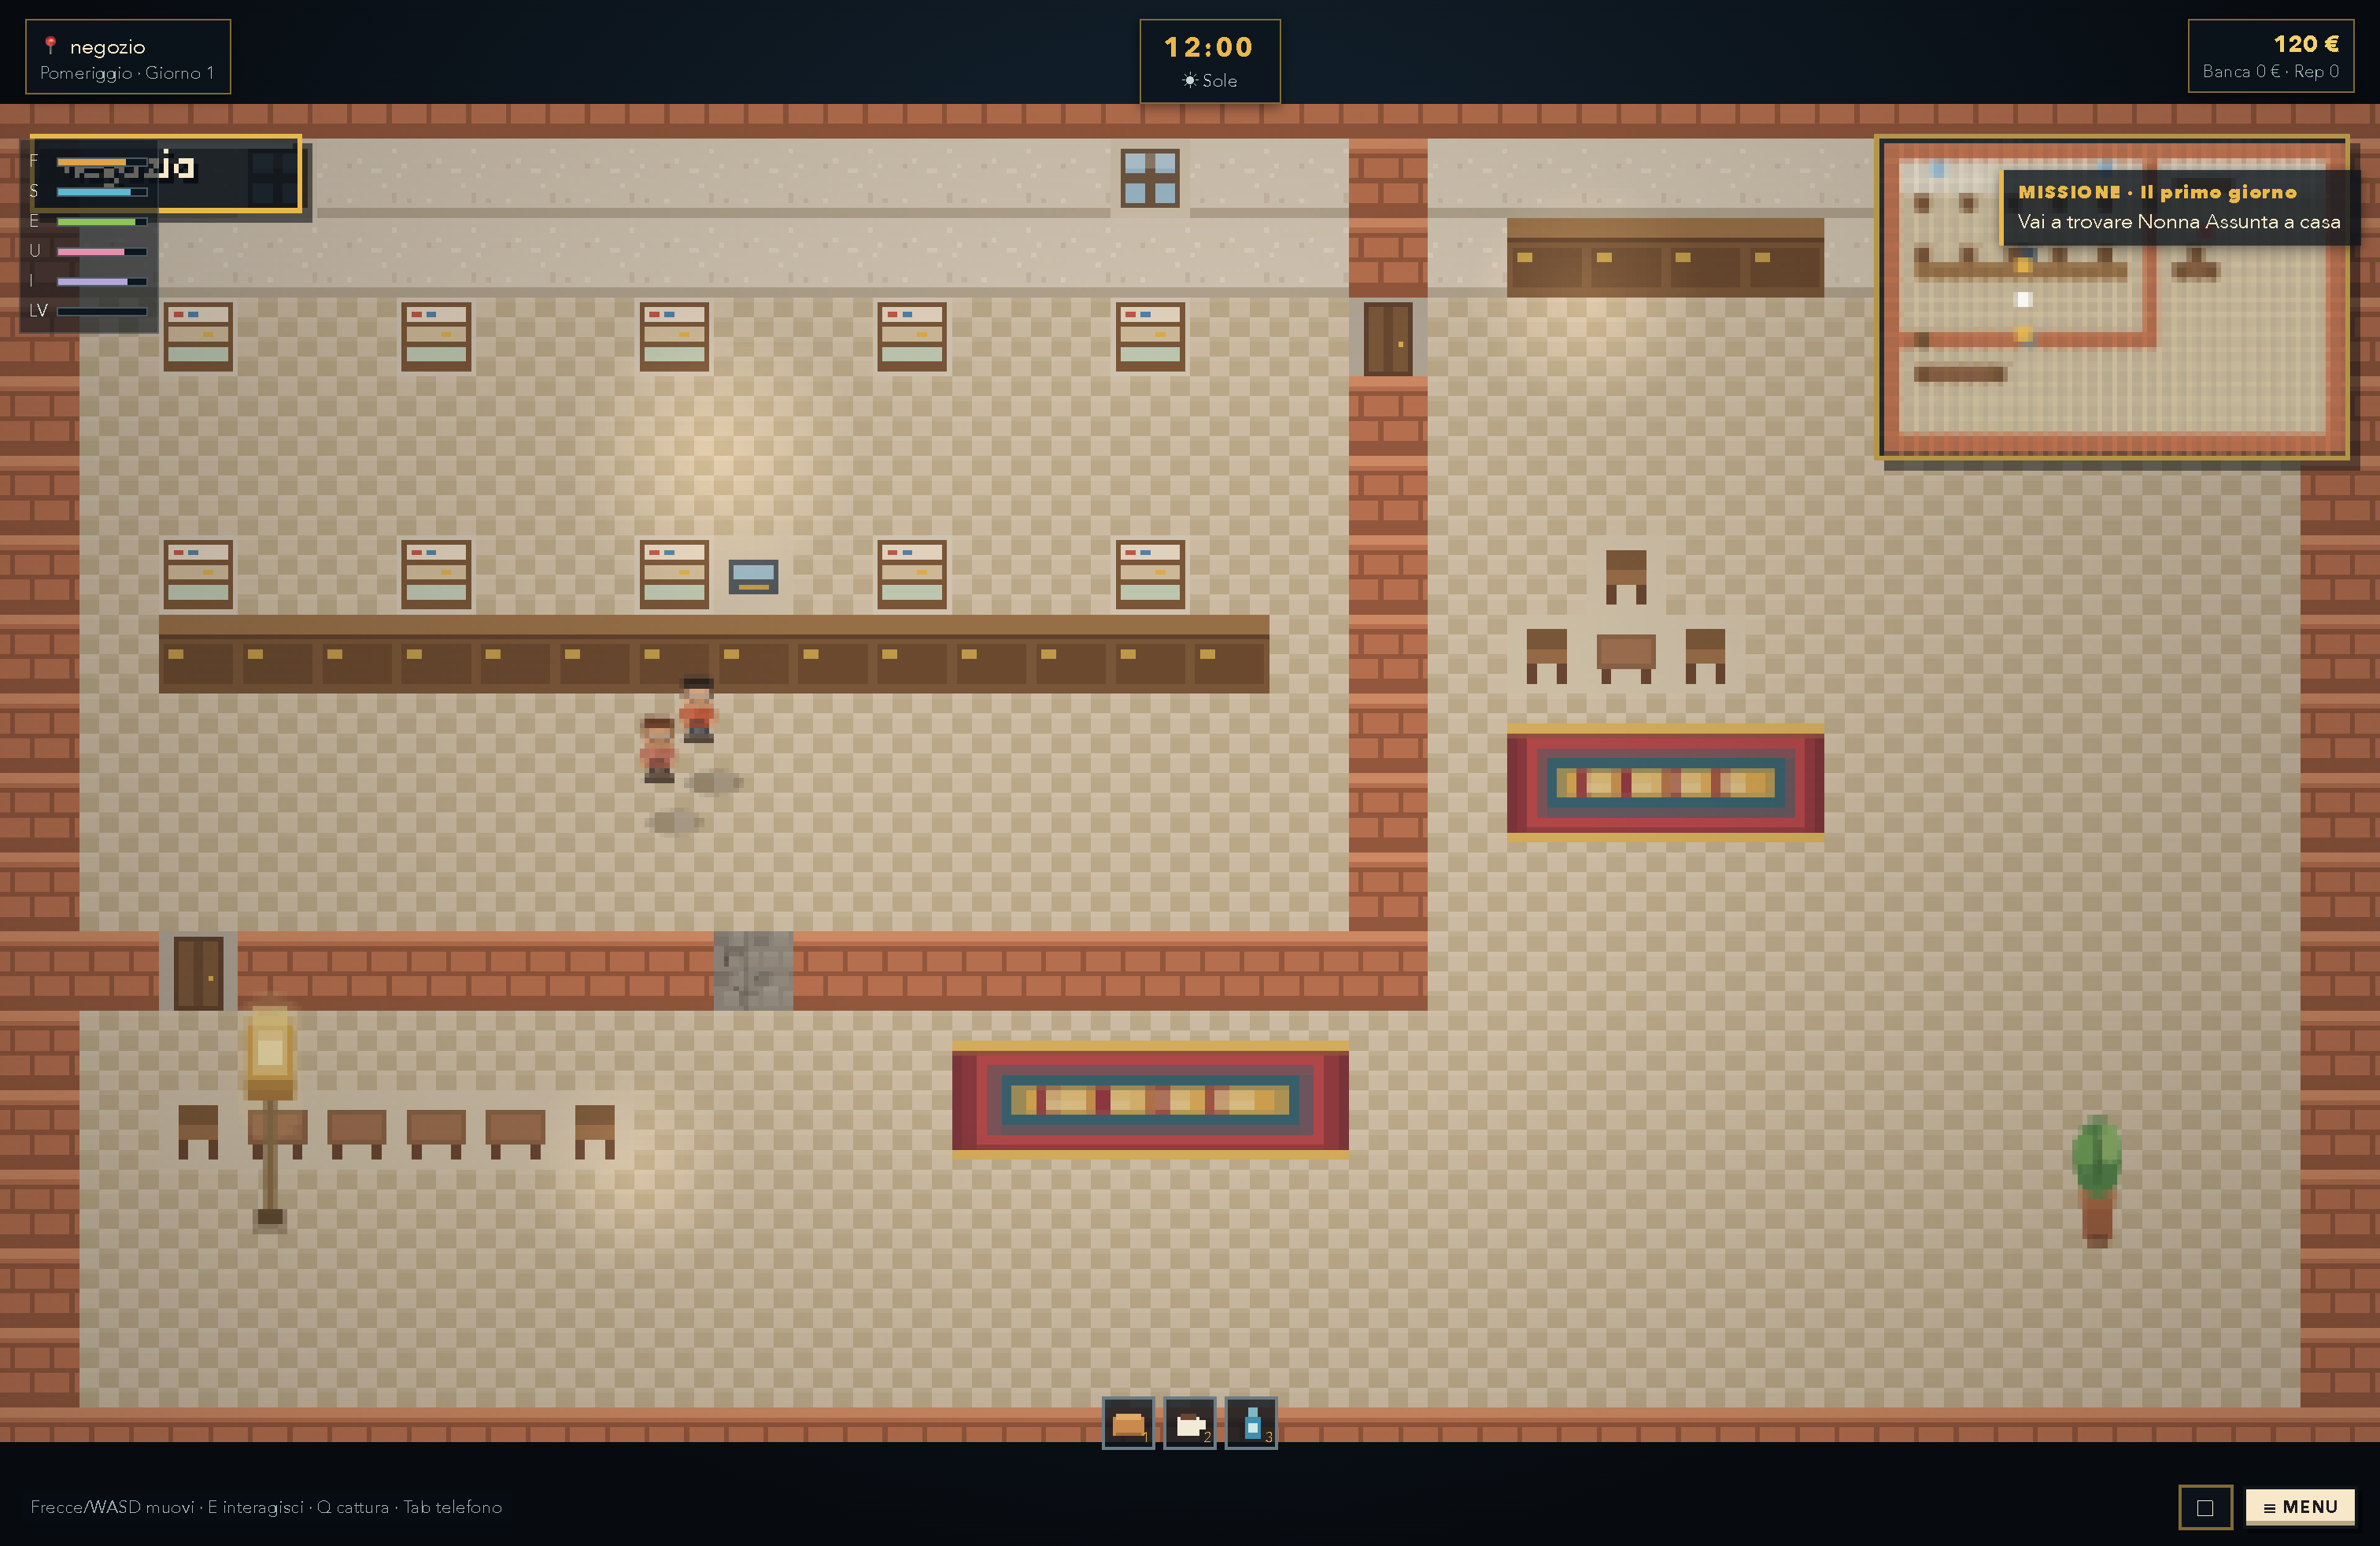 negozio
Pomeriggio · Giorno 1
12:00
☀ Sole
120 €
Banca 0 € · Rep 0
F
S
E
U
I
LV
MISSIONE · Il primo giorno
Vai a trovare Nonna Assunta a casa
1
2
3
Frecce/WASD muovi · E interagisci · Q cattura · Tab telefono
≡ MENU